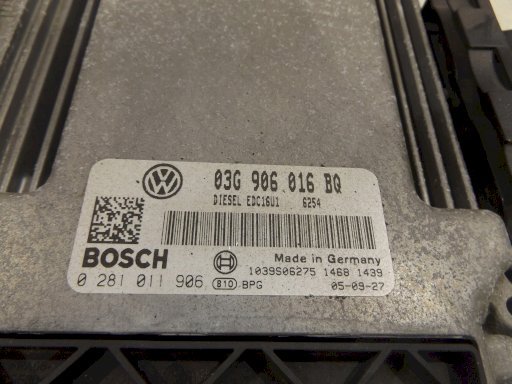 03G 906 016 BQ
DIESEL EDC16U1 6254
Made in Germany
BOSCH
1039S06275 1468 1439
0 281 011 906 B10 BPG 05-09-27